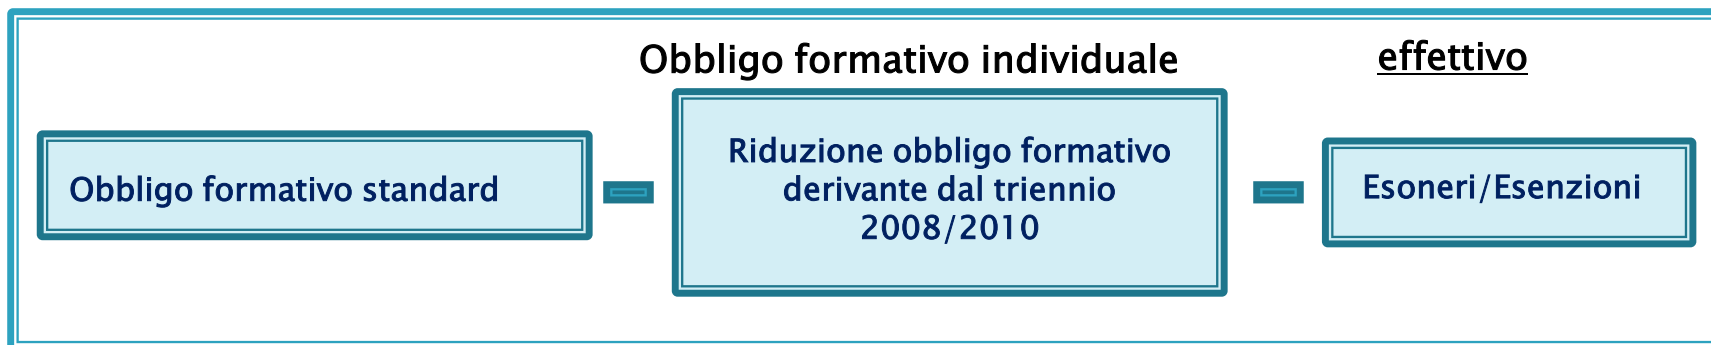 Obbligo formativo individuale effettivo
Obbligo formativo standard
Riduzione obbligo formativo
derivante dal triennio
2008/2010
Esoneri/Esenzioni